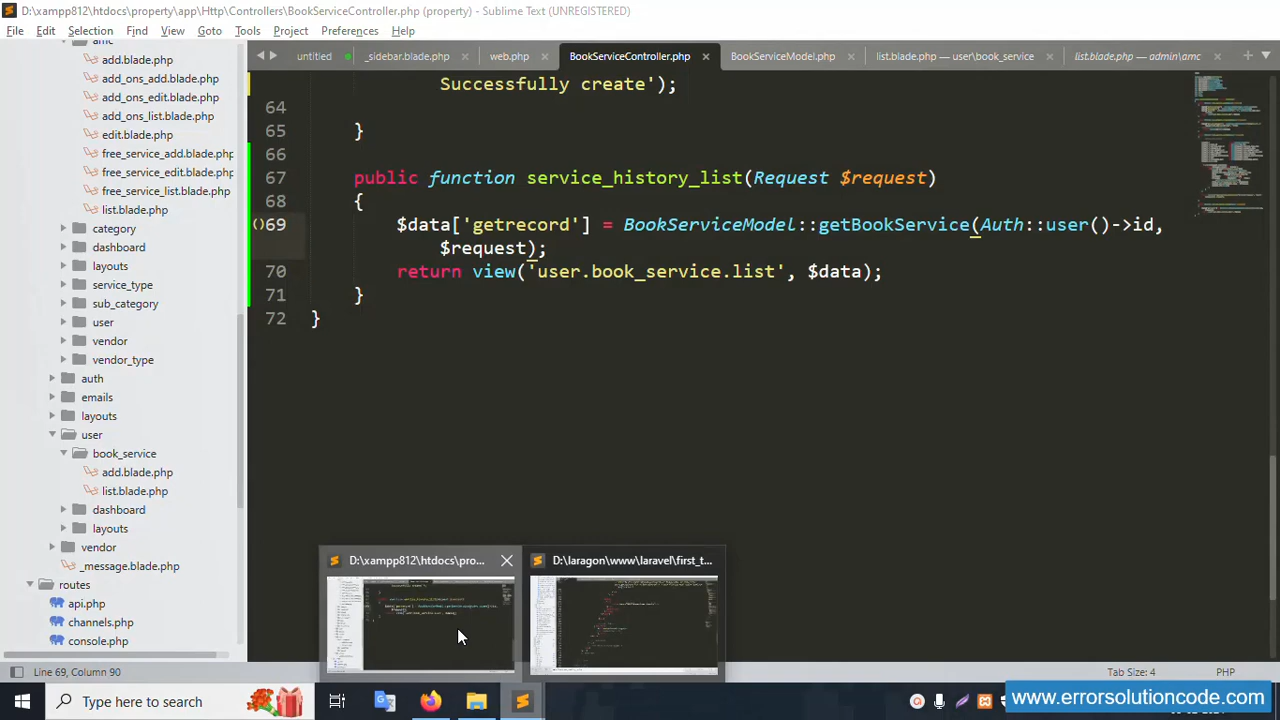 D:\xampp812\htdocs\property\app\Http\Controllers\BookServiceController.php (property) - Sublime Text (UNREGISTERED)
File Edit Selection Find View Goto Tools Project Preferences Help
untitled _sidebar.blade.php × web.php × BookServiceController.php × BookServiceModel.php × list.blade.php — user\book_service × list.blade.php — admin\amc ×
amc
add.blade.php
add_ons_add.blade.php
add_ons_edit.blade.php
add_ons_list.blade.php
edit.blade.php
free_service_add.blade.php
free_service_edit.blade.php
free_service_list.blade.php
list.blade.php
category
dashboard
layouts
service_type
sub_category
user
vendor
vendor_type
auth
emails
layouts
user
book_service
add.blade.php
list.blade.php
dashboard
layouts
vendor
_message.blade.php
routes
api.php
channels.php
console.php
Successfully create');
64
65 }
66
67 public function service_history_list(Request $request)
68 {
69 $data['getrecord'] = BookServiceModel::getBookService(Auth::user()->id,
$request);
70 return view('user.book_service.list', $data);
71 }
72 }
D:\xampp812\htdocs\pro... D:\laragon\www\laravel\first_t...
Line 69, Column 90 Tab Size: 4 PHP
Type here to search
www.errorsolutioncode.com